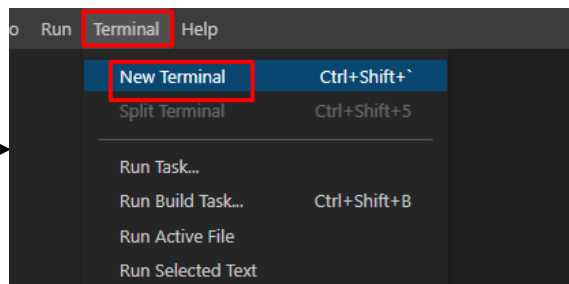 o Run Terminal Help
New Terminal Ctrl+Shift+`
Split Terminal Ctrl+Shift+5
Run Task...
Run Build Task... Ctrl+Shift+B
Run Active File
Run Selected Text